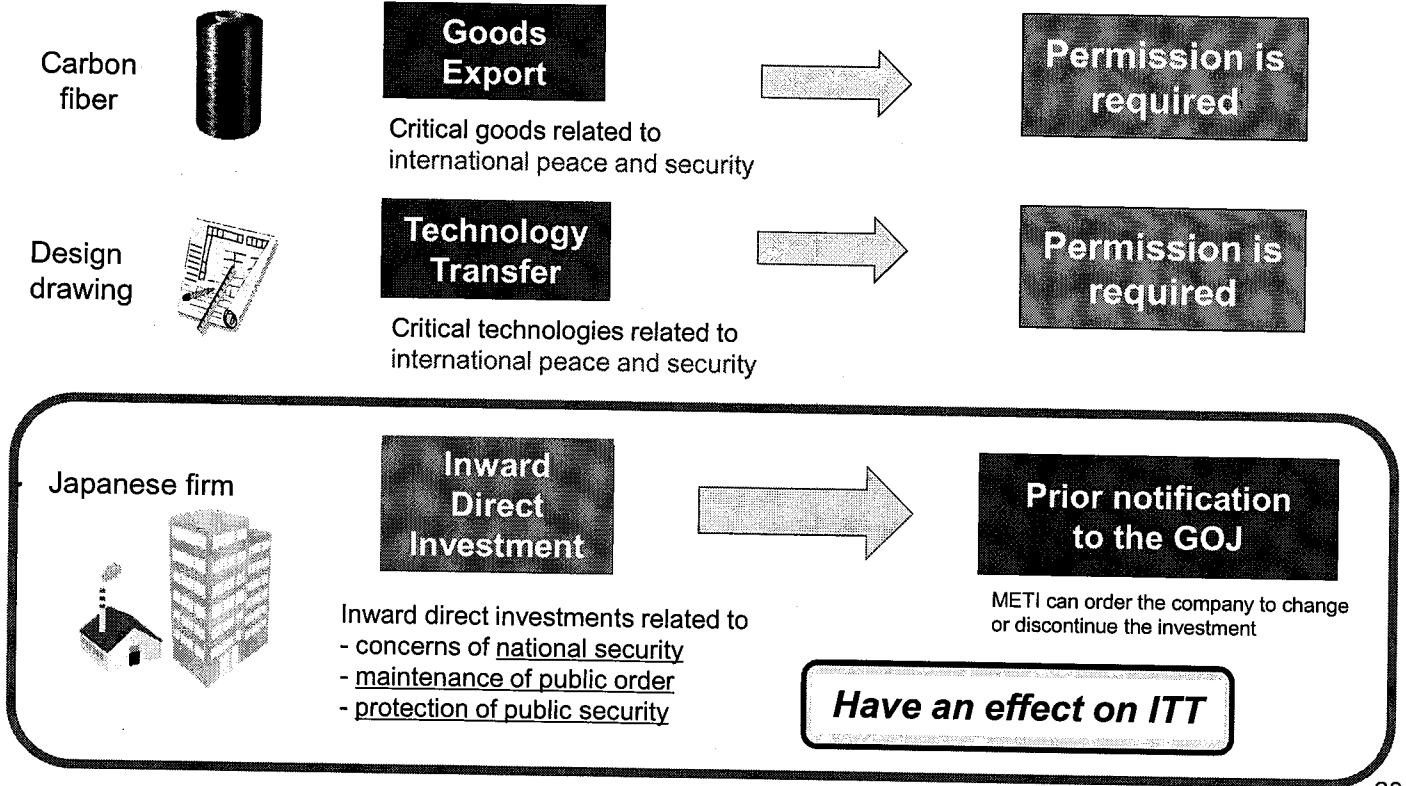 Carbon
fiber
Goods
Export
Critical goods related to
international peace and security
Permission is
required
Design
drawing
Technology
Transfer
Critical technologies related to
international peace and security
Permission is
required
Japanese firm
Inward
Direct
Investment
Inward direct investments related to
- concerns of national security
- maintenance of public order
- protection of public security
Prior notification
to the GOJ
METI can order the company to change
or discontinue the investment
Have an effect on ITT